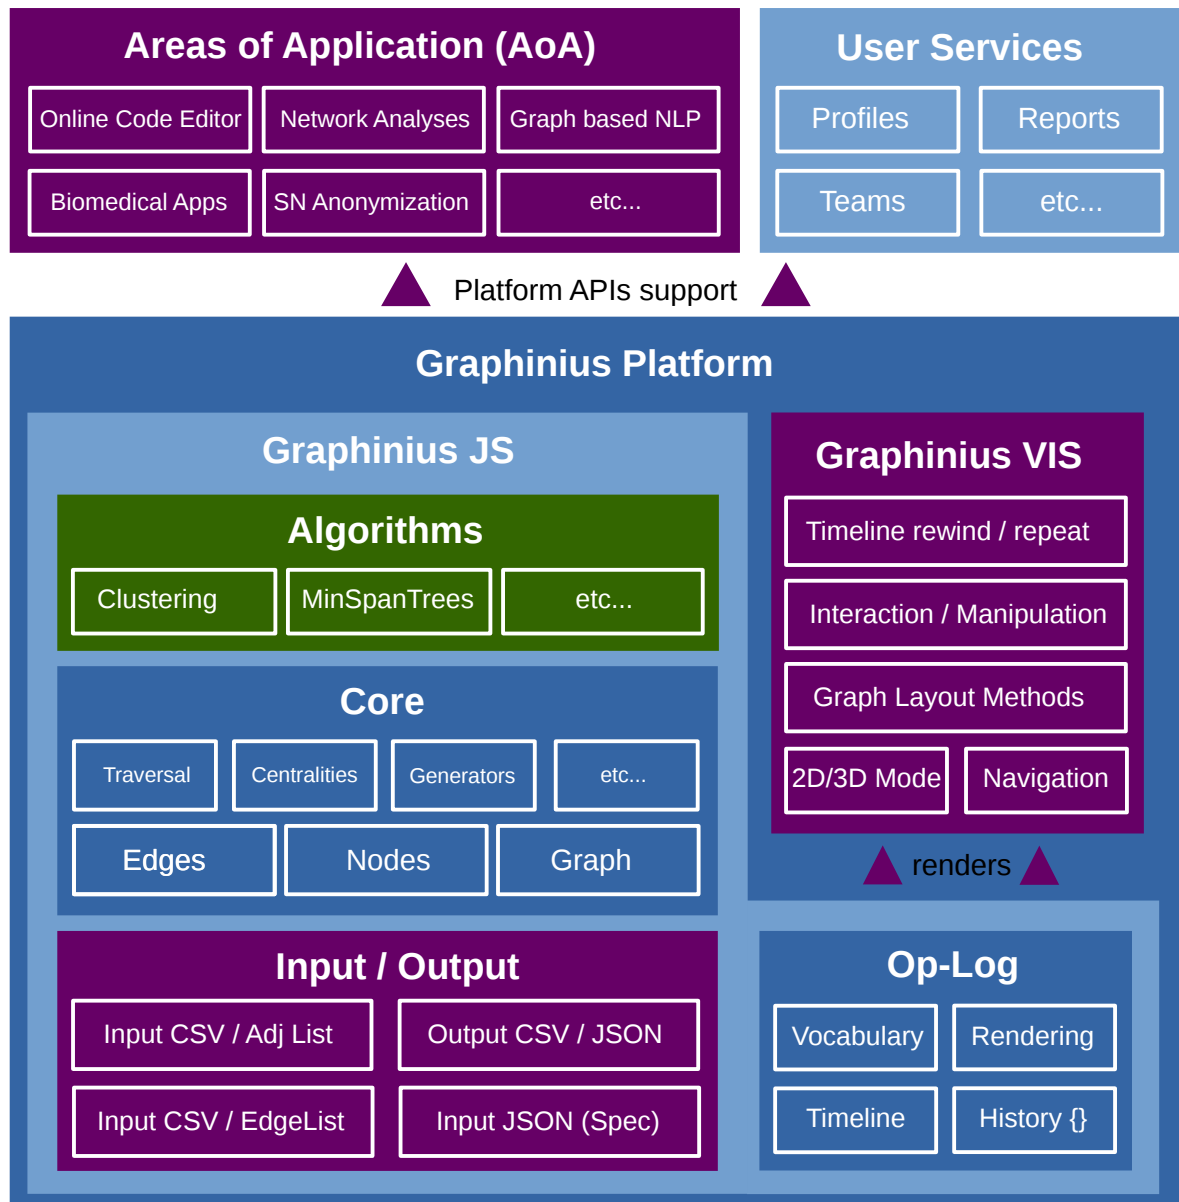 Areas of Application (AoA)
Online Code Editor
Network Analyses
Graph based NLP
Biomedical Apps
SN Anonymization
etc...
User Services
Profiles
Reports
Teams
etc...
Platform APIs support
Graphinius Platform
Graphinius JS
Algorithms
Clustering
MinSpanTrees
etc...
Core
Traversal
Centralities
Generators
etc...
Edges
Nodes
Graph
Input / Output
Input CSV / Adj List
Output CSV / JSON
Input CSV / EdgeList
Input JSON (Spec)
Graphinius VIS
Timeline rewind / repeat
Interaction / Manipulation
Graph Layout Methods
2D/3D Mode
Navigation
renders
Op-Log
Vocabulary
Rendering
Timeline
History {}